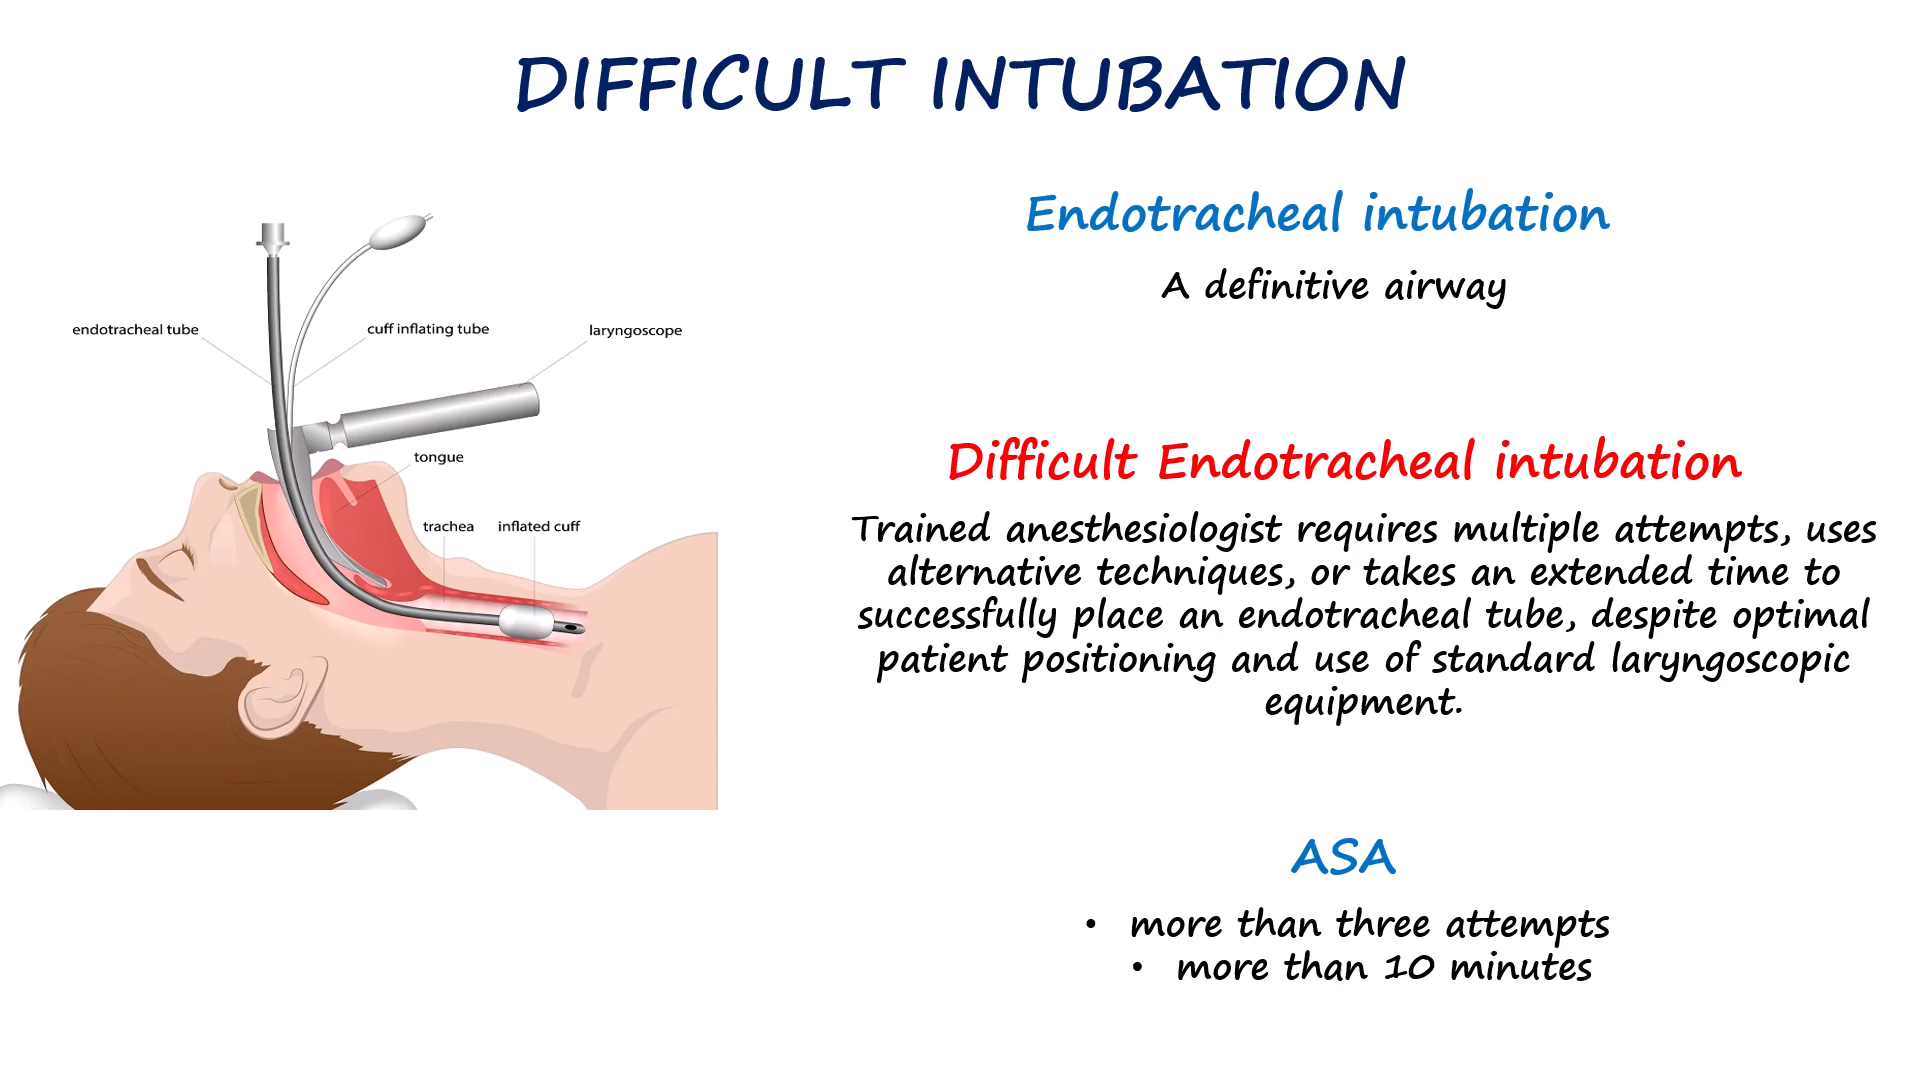 DIFFICULT INTUBATION
Endotracheal intubation
A definitive airway
endotracheal tube
cuff inflating tube
laryngoscope
tongue
trachea
inflated cuff
Difficult Endotracheal intubation
Trained anesthesiologist requires multiple attempts, uses
alternative techniques, or takes an extended time to
successfully place an endotracheal tube, despite optimal
patient positioning and use of standard laryngoscopic
equipment.
ASA
• more than three attempts
• more than 10 minutes